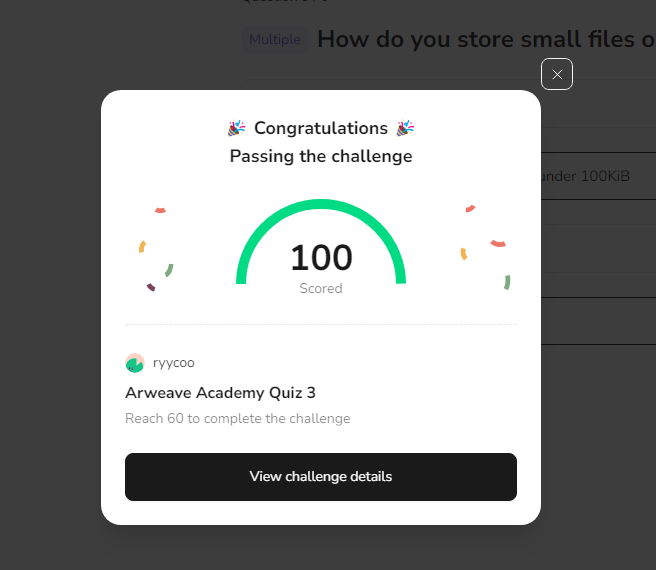 Multiple How do you store small files o
🎉 Congratulations 🎉
Passing the challenge
under 100KiB
100
Scored
ryycoo
Arweave Academy Quiz 3
Reach 60 to complete the challenge
View challenge details